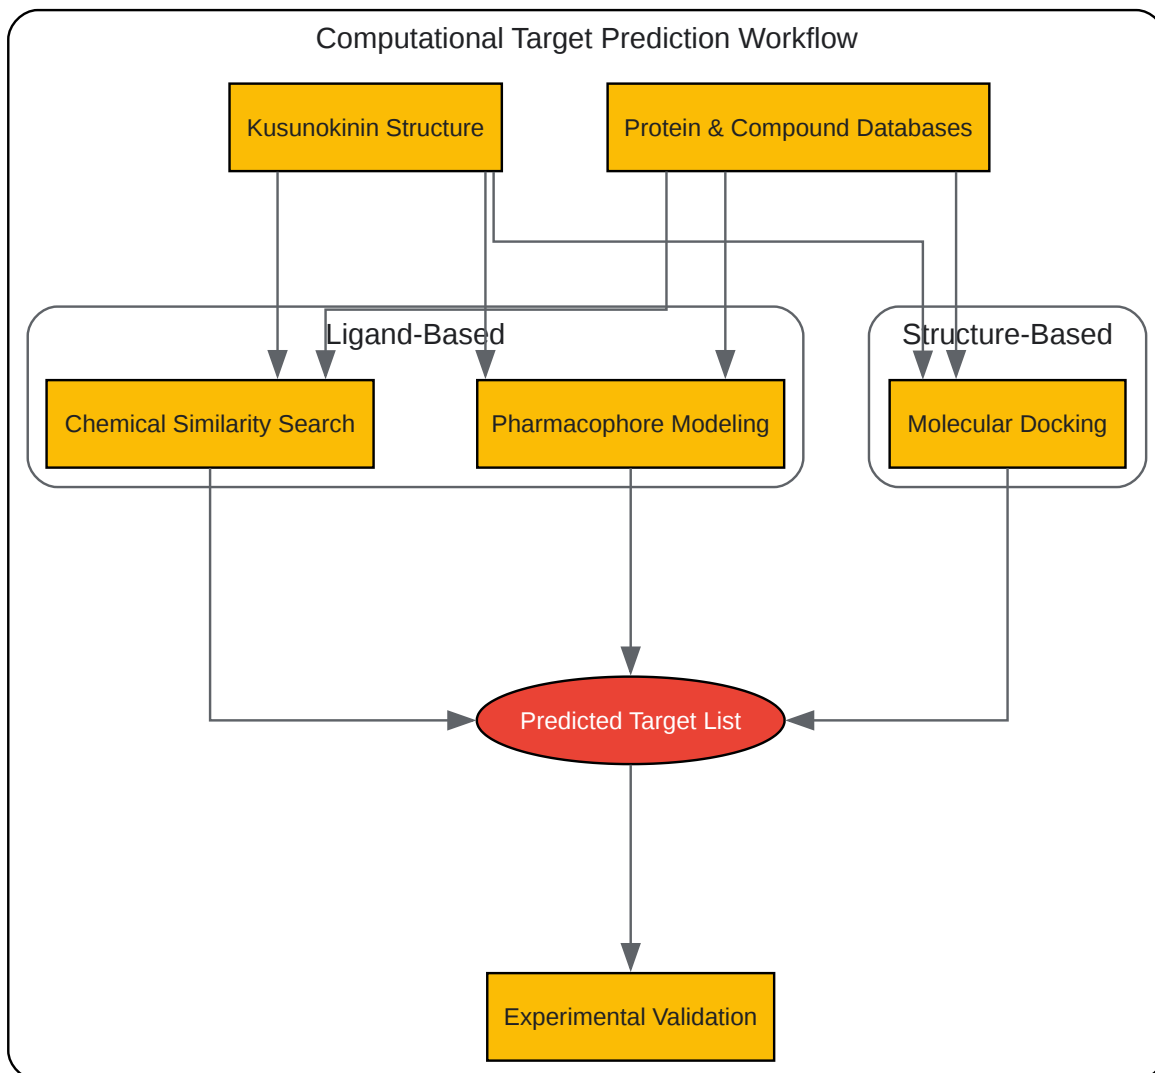 Computational Target Prediction Workflow
Kusunokinin Structure
Protein & Compound Databases
Ligand-Based
Structure-Based
Chemical Similarity Search
Pharmacophore Modeling
Molecular Docking
Predicted Target List
Experimental Validation